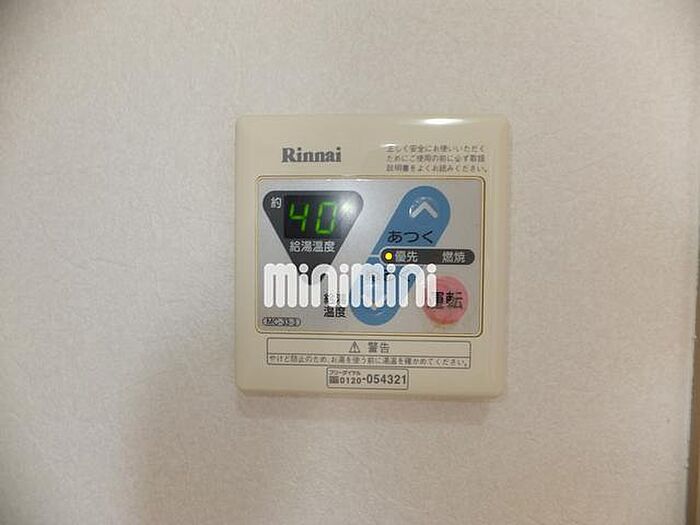 Rinnai
正しく安全にお使いいただく
ためにご使用の前に必ず取扱
説明書をよくお読みください。
約 40
給湯温度
あつく
優先 燃焼
minimini
温度
運転
MC-33-3
⚠ 警告
やけど防止のため、お湯を使う前に湯温を確かめてください。
フリーダイヤル
0120-054321